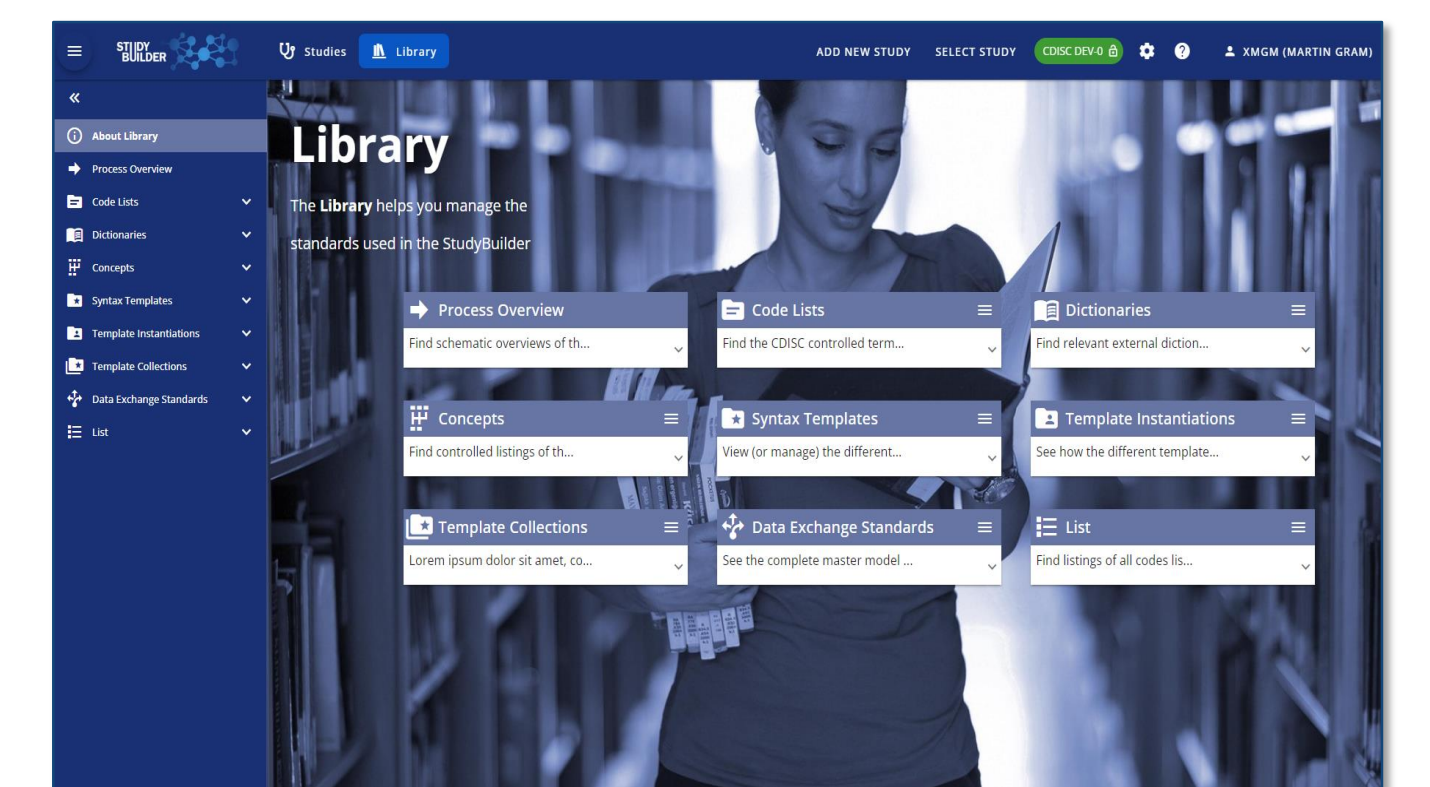 STUDY
BUILDER
Studies
Library
ADD NEW STUDY
SELECT STUDY
CDISC DEV-0
XMGM (MARTIN GRAM)
About Library
Process Overview
Code Lists
Dictionaries
Concepts
Syntax Templates
Template Instantiations
Template Collections
Data Exchange Standards
List
Library
The Library helps you manage the
standards used in the StudyBuilder
Process Overview
Find schematic overviews of th...
Code Lists
Find the CDISC controlled term...
Dictionaries
Find relevant external diction...
Concepts
Find controlled listings of th...
Syntax Templates
View (or manage) the different...
Template Instantiations
See how the different template...
Template Collections
Lorem ipsum dolor sit amet, co...
Data Exchange Standards
See the complete master model ...
List
Find listings of all codes lis...